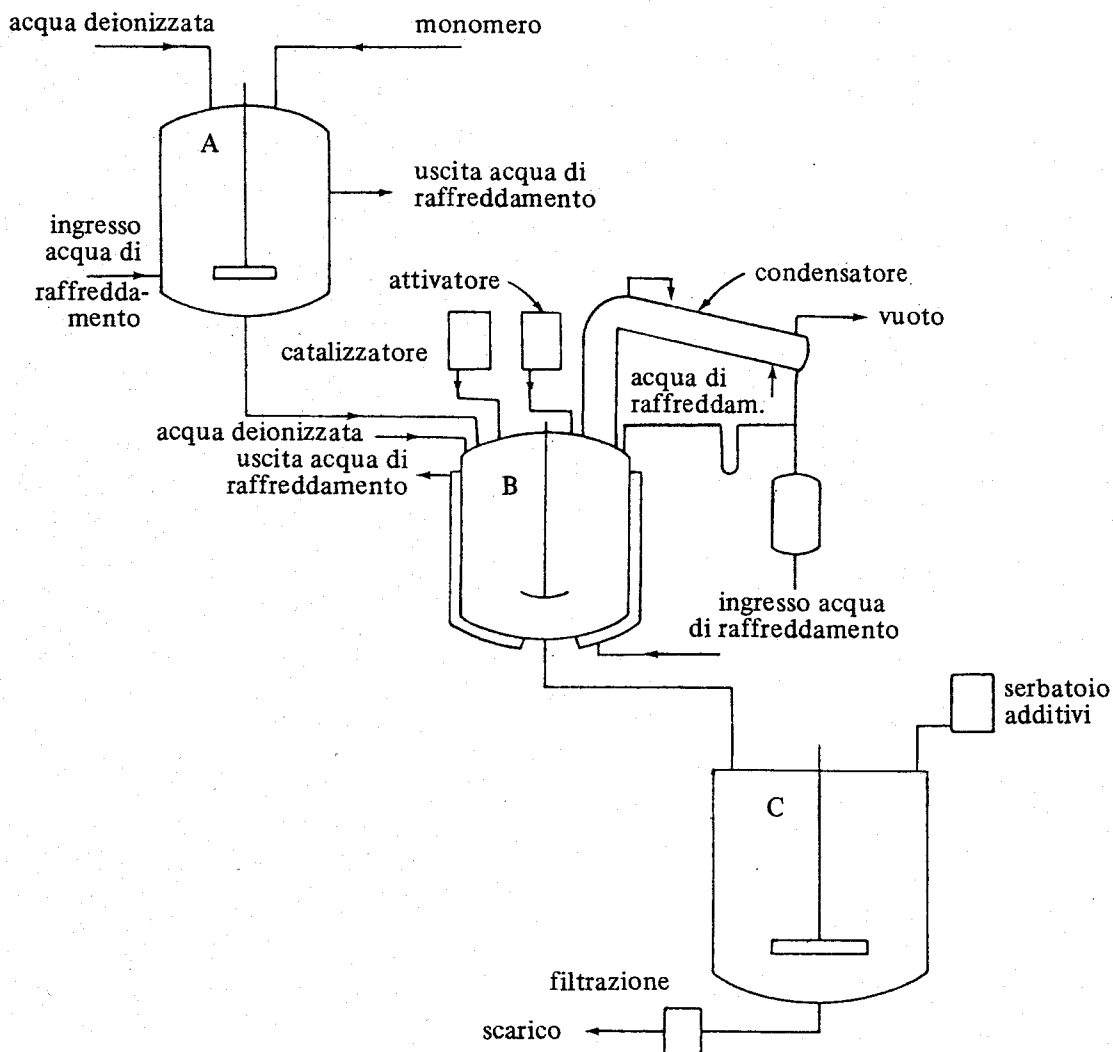 acqua deionizzata
monomero
A
uscita acqua di
raffreddamento
ingresso
acqua di
raffredda-
mento
attivatore
condensatore
vuoto
catalizzatore
acqua di
raffreddam.
acqua deionizzata
uscita acqua di
raffreddamento
B
ingresso acqua
di raffreddamento
serbatoio
additivi
C
filtrazione
scarico